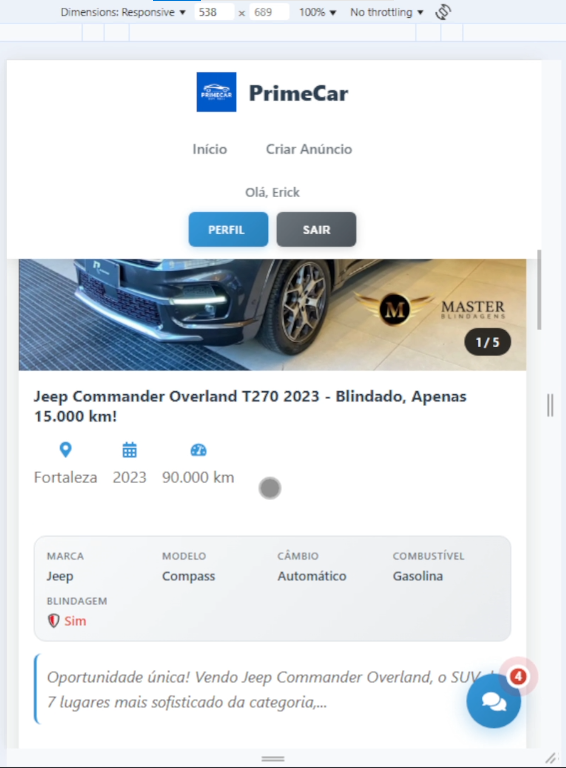 Dimensions: Responsive ▼ 538 x 689 100% ▼ No throttling ▼
PRIMECAR
PrimeCar
Início Criar Anúncio
Olá, Erick
PERFIL SAIR
M MASTER
BLINDAGENS
1 / 5
Jeep Commander Overland T270 2023 - Blindado, Apenas
15.000 km!
Fortaleza 2023 90.000 km
MARCA MODELO CÂMBIO COMBUSTÍVEL
Jeep Compass Automático Gasolina
BLINDAGEM
Sim
Oportunidade única! Vendo Jeep Commander Overland, o SUV
7 lugares mais sofisticado da categoria,...
4